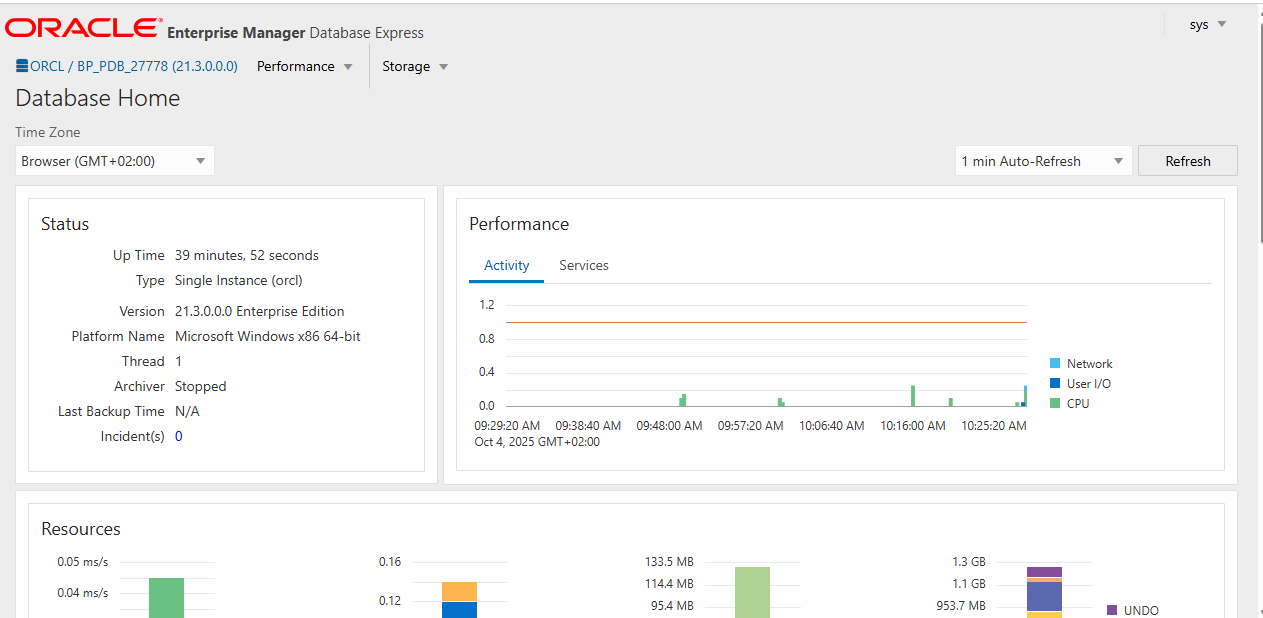 ORACLE® Enterprise Manager Database Express
sys
ORCL / BP_PDB_27778 (21.3.0.0.0) Performance Storage
Database Home
Time Zone
Browser (GMT+02:00)
1 min Auto-Refresh
Refresh
Status
Up Time 39 minutes, 52 seconds
Type Single Instance (orcl)
Version 21.3.0.0.0 Enterprise Edition
Platform Name Microsoft Windows x86 64-bit
Thread 1
Archiver Stopped
Last Backup Time N/A
Incident(s) 0
Performance
Activity Services
1.2
0.8
0.4
0.0
09:29:20 AM 09:38:40 AM 09:48:00 AM 09:57:20 AM 10:06:40 AM 10:16:00 AM 10:25:20 AM
Oct 4, 2025 GMT+02:00
Network
User I/O
CPU
Resources
0.05 ms/s
0.04 ms/s
0.16
0.12
133.5 MB
114.4 MB
95.4 MB
1.3 GB
1.1 GB
953.7 MB
UNDO